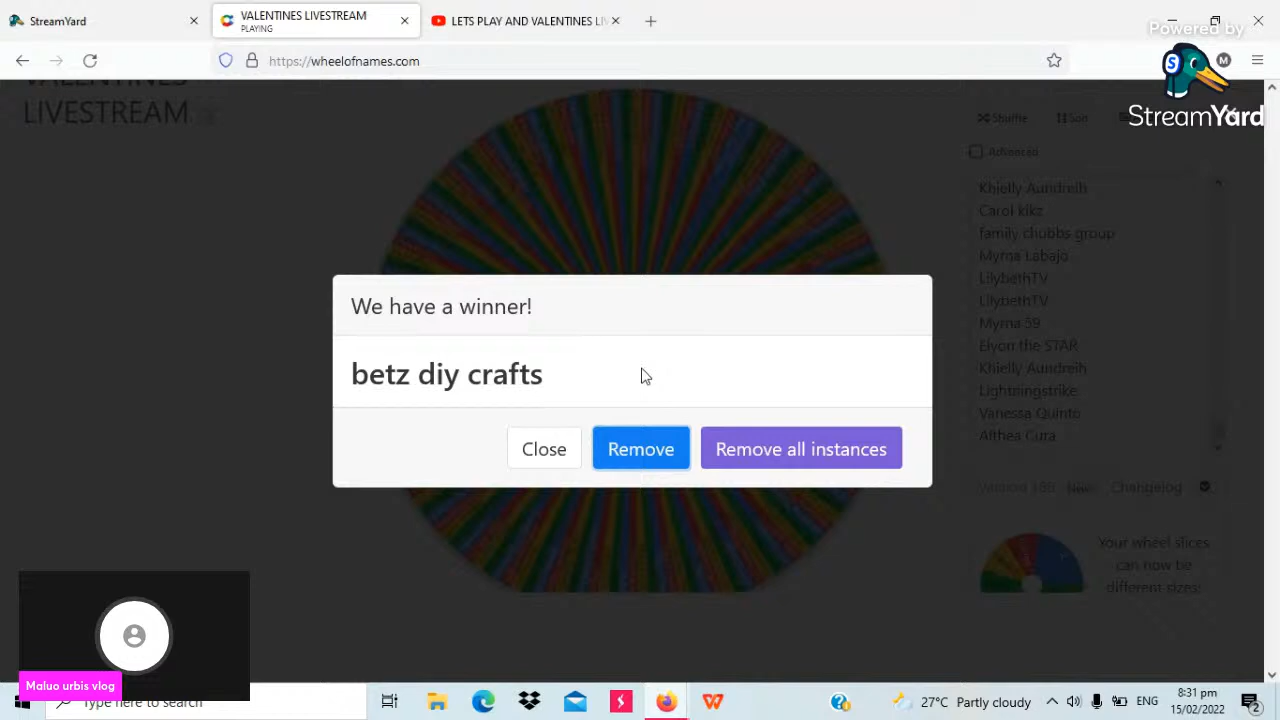 StreamYard
VALENTINES LIVESTREAM
PLAYING
LETS PLAY AND VALENTINES LIV
Powered by
https://wheelofnames.com
StreamYard
VALENTINES
LIVESTREAM
Shuffle
Sort
Advanced
Khielly Aundreih
Carol kikz
family chubbs group
Myrna Labajo
LilybethTV
LilybethTV
Myrna 59
Elyon the STAR
Khielly Aundreih
Lightningstrike
Vanessa Quinto
Althea Cura
We have a winner!
betz diy crafts
Close
Remove
Remove all instances
New!
Changelog
Your wheel slices
can now be
different sizes!
Maluo urbis vlog
Type here to search
27°C Partly cloudy
ENG
8:31 pm
15/02/2022
2